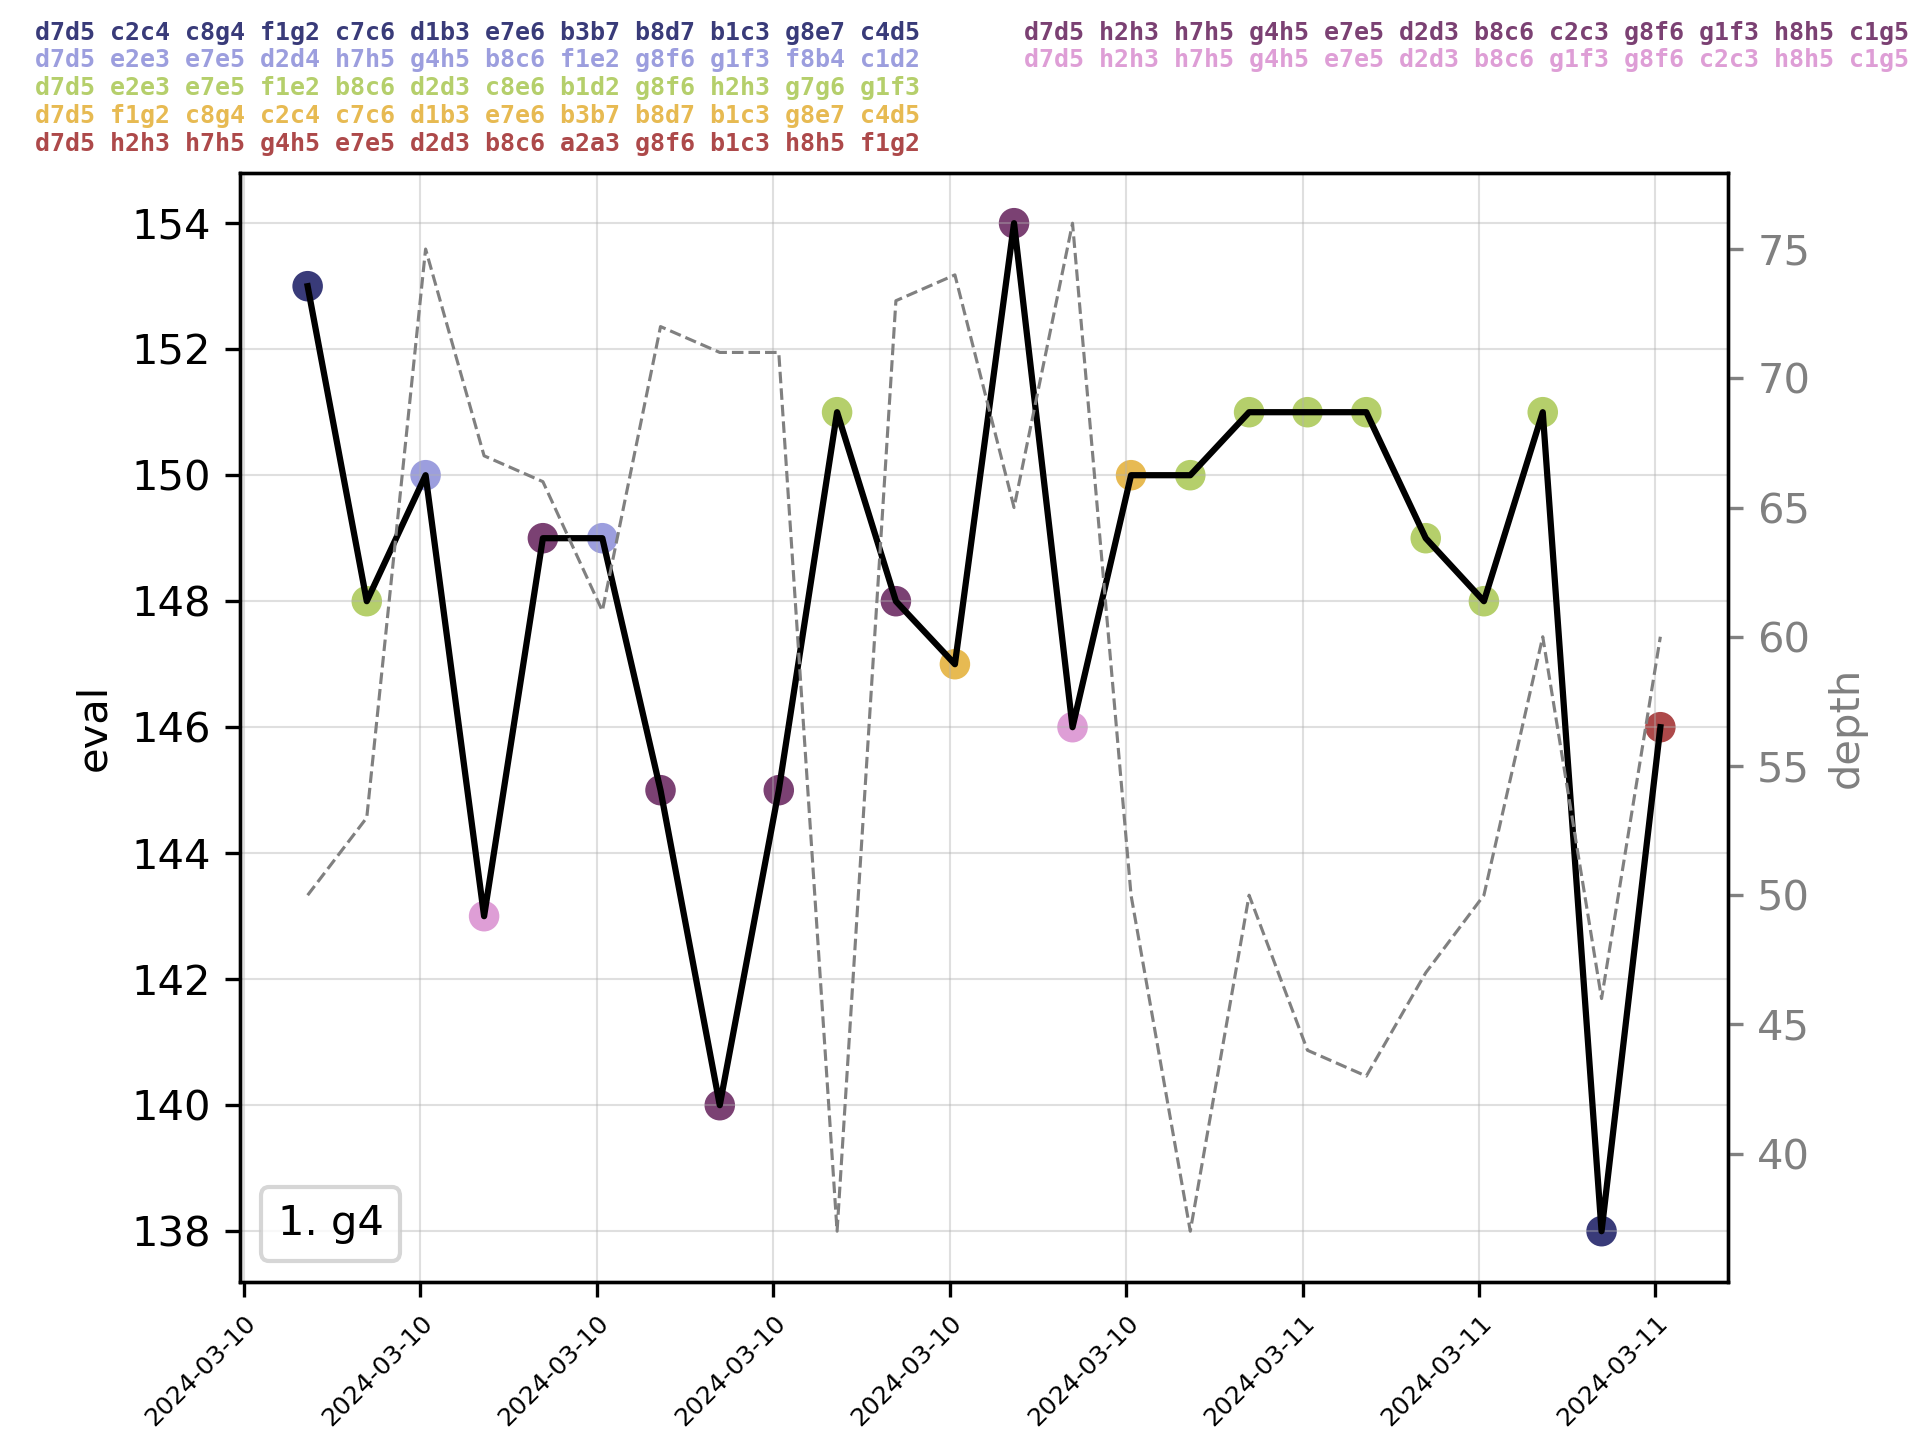 d7d5 c2c4 c8g4 f1g2 c7c6 d1b3 e7e6 b3b7 b8d7 b1c3 g8e7 c4d5
d7d5 e2e3 e7e5 d2d4 h7h5 g4h5 b8c6 f1e2 g8f6 g1f3 f8b4 c1d2
d7d5 e2e3 e7e5 f1e2 b8c6 d2d3 c8e6 b1d2 g8f6 h2h3 g7g6 g1f3
d7d5 f1g2 c8g4 c2c4 c7c6 d1b3 e7e6 b3b7 b8d7 b1c3 g8e7 c4d5
d7d5 h2h3 h7h5 g4h5 e7e5 d2d3 b8c6 a2a3 g8f6 b1c3 h8h5 f1g2
d7d5 h2h3 h7h5 g4h5 e7e5 d2d3 b8c6 c2c3 g8f6 g1f3 h8h5 c1g5
d7d5 h2h3 h7h5 g4h5 e7e5 d2d3 b8c6 g1f3 g8f6 c2c3 h8h5 c1g5
154
152
150
148
146
144
142
140
138
eval
75
70
65
60
55
50
45
40
depth
1. g4
2024-03-10
2024-03-10
2024-03-10
2024-03-10
2024-03-10
2024-03-10
2024-03-11
2024-03-11
2024-03-11